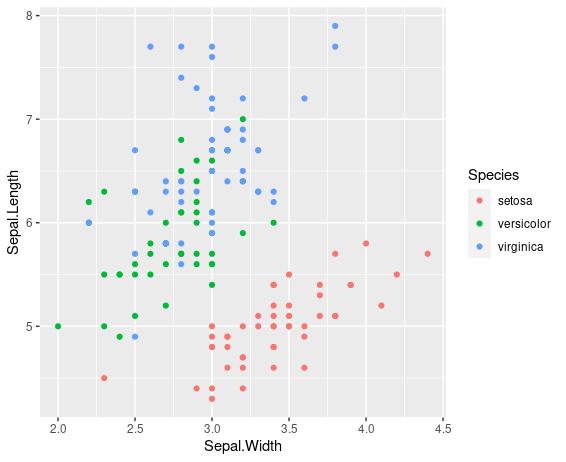 8
7
6
5
Sepal.Length
2.0 2.5 3.0 3.5 4.0 4.5
Sepal.Width
Species
setosa
versicolor
virginica